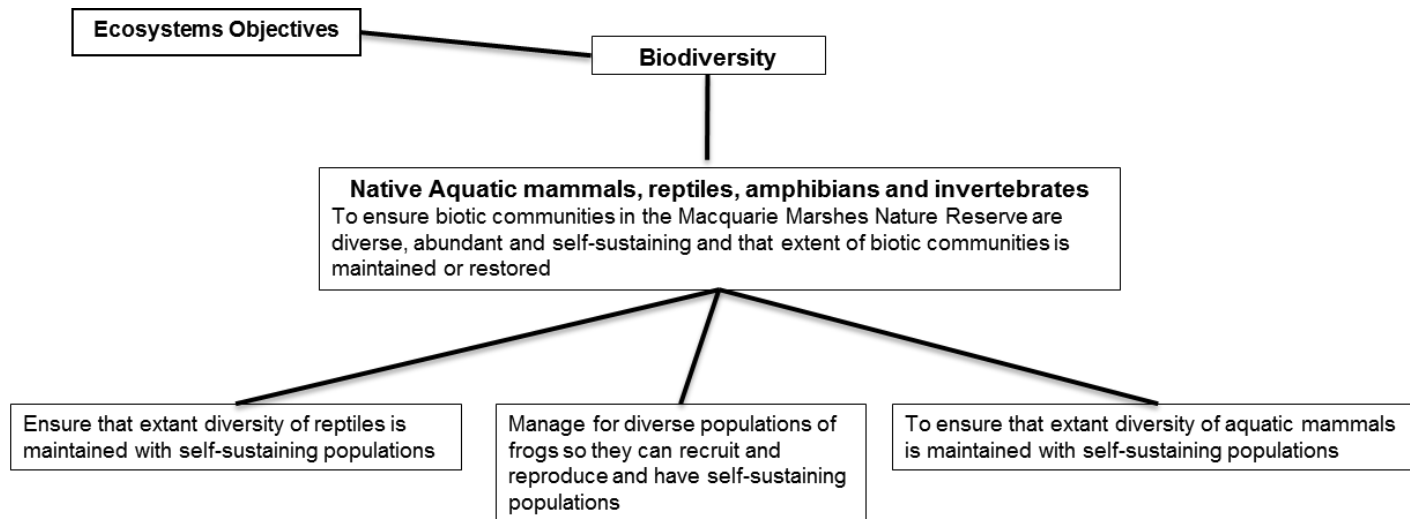 Ecosystems Objectives
Biodiversity
Native Aquatic mammals, reptiles, amphibians and invertebrates
To ensure biotic communities in the Macquarie Marshes Nature Reserve are
diverse, abundant and self-sustaining and that extent of biotic communities is
maintained or restored
Ensure that extant diversity of reptiles is
maintained with self-sustaining populations
Manage for diverse populations of
frogs so they can recruit and
reproduce and have self-sustaining
populations
To ensure that extant diversity of aquatic mammals
is maintained with self-sustaining populations